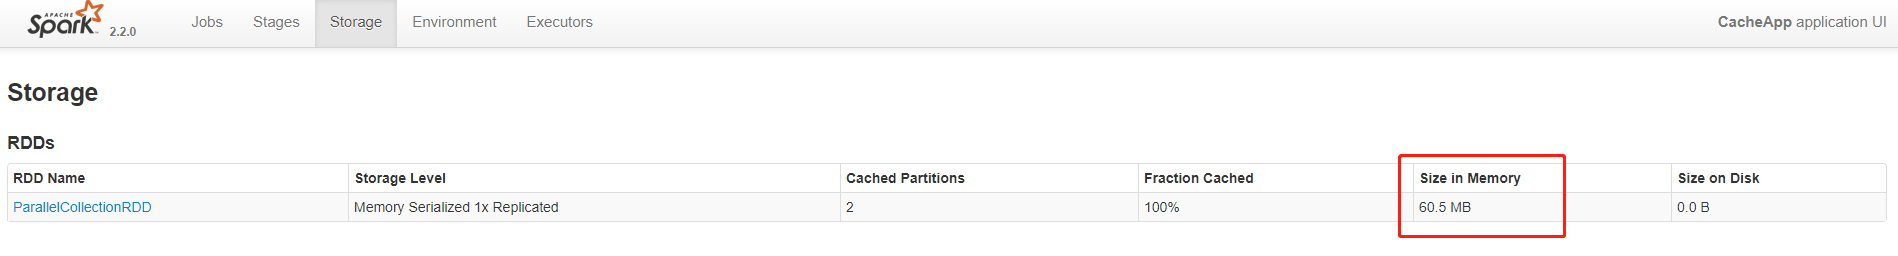 APACHE
Spark 2.2.0 Jobs Stages Storage Environment Executors CacheApp application UI
Storage
RDDs
RDD Name Storage Level Cached Partitions Fraction Cached Size in Memory Size on Disk
ParallelCollectionRDD Memory Serialized 1x Replicated 2 100% 60.5 MB 0.0 B